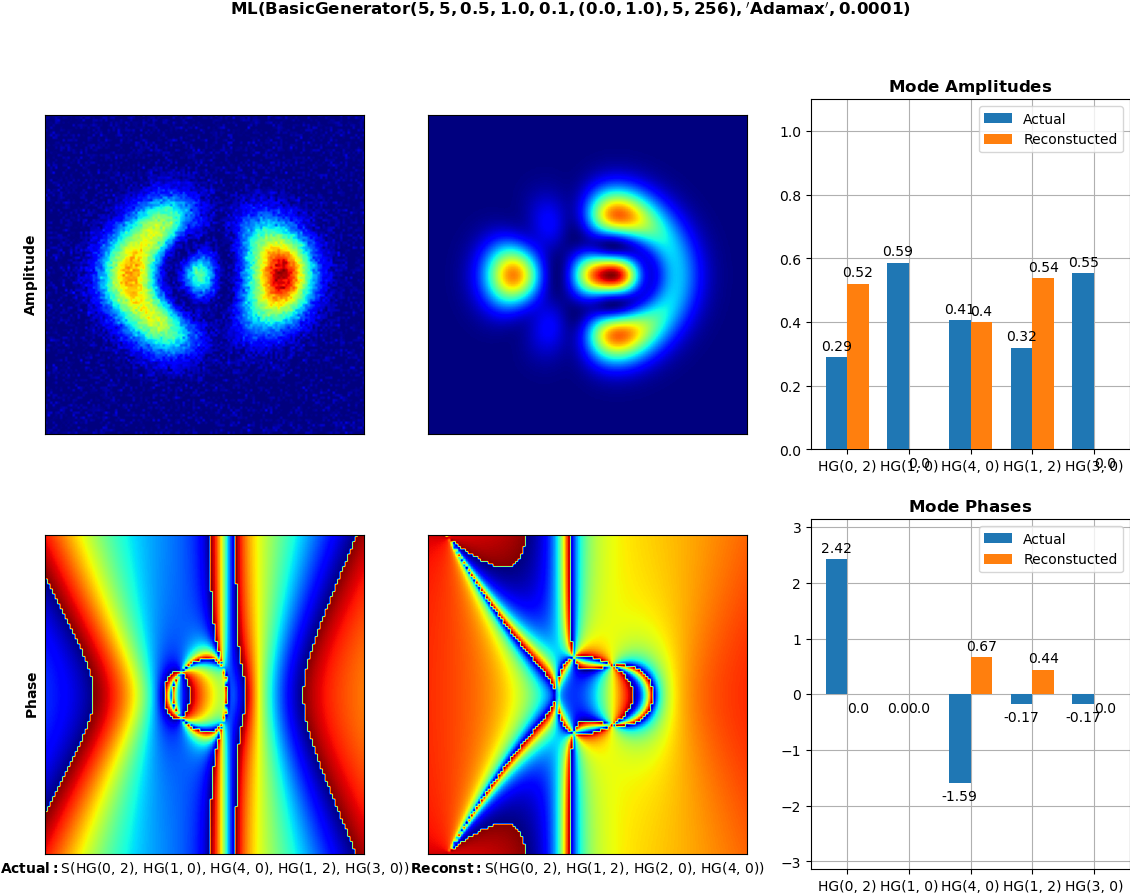 ML(BasicGenerator(5, 5, 0.5, 1.0, 0.1, (0.0, 1.0), 5, 256), ′Adamax′, 0.0001)
Amplitude
Mode Amplitudes
Actual
Reconstucted
1.0
0.8
0.6
0.4
0.2
0.0
0.29
0.52
0.59
0.0
0.41
0.4
0.32
0.54
0.55
0.0
HG(0, 2)
HG(1, 0)
HG(4, 0)
HG(1, 2)
HG(3, 0)
Phase
Actual: S(HG(0, 2), HG(1, 0), HG(4, 0), HG(1, 2), HG(3, 0))
Reconst: S(HG(0, 2), HG(1, 2), HG(2, 0), HG(4, 0))
Mode Phases
Actual
Reconstucted
3
2
1
0
−1
−2
−3
2.42
0.0
0.0
0.0
-1.59
0.67
-0.17
0.44
-0.17
0.0
HG(0, 2)
HG(1, 0)
HG(4, 0)
HG(1, 2)
HG(3, 0)